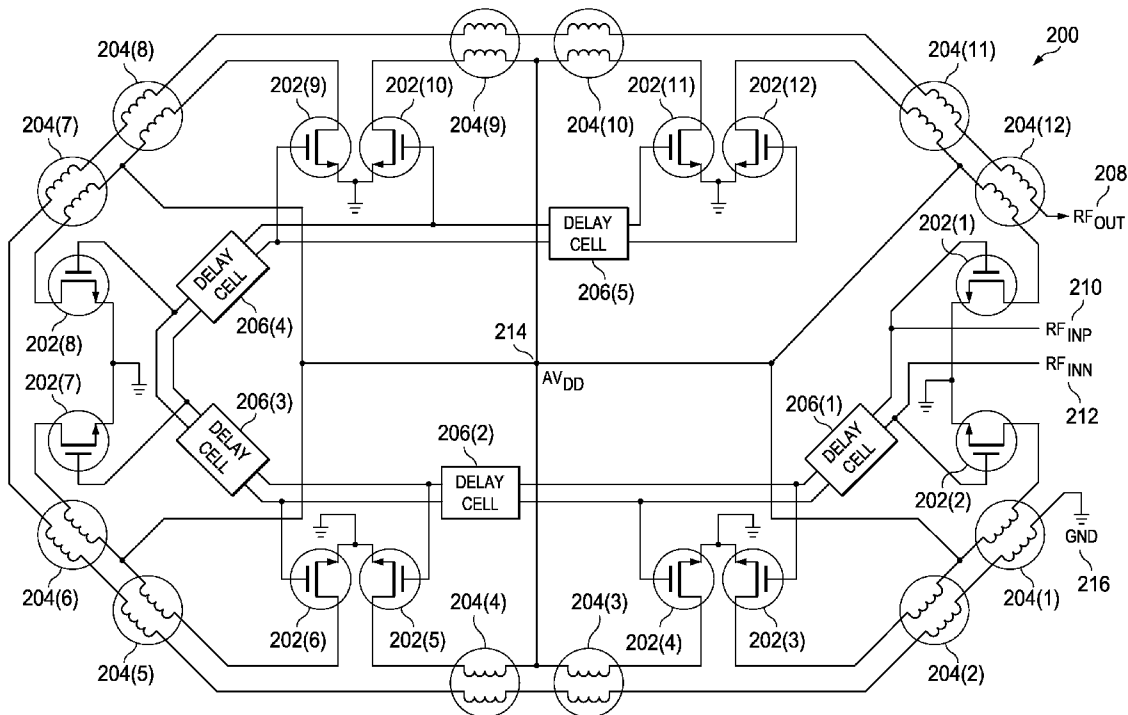 204(8)
204(7)
202(9)
202(10)
204(9)
204(10)
202(11)
202(12)
204(11)
200
204(12)
208
RF_OUT
202(1)
DELAY
CELL
206(5)
DELAY
CELL
206(4)
202(8)
214
AV_DD
210
RF_INP
RF_INN
212
202(7)
206(3)
DELAY
CELL
206(2)
DELAY
CELL
206(1)
DELAY
CELL
202(2)
GND
216
204(6)
204(5)
202(6)
202(5)
204(4)
204(3)
202(4)
202(3)
204(2)
204(1)